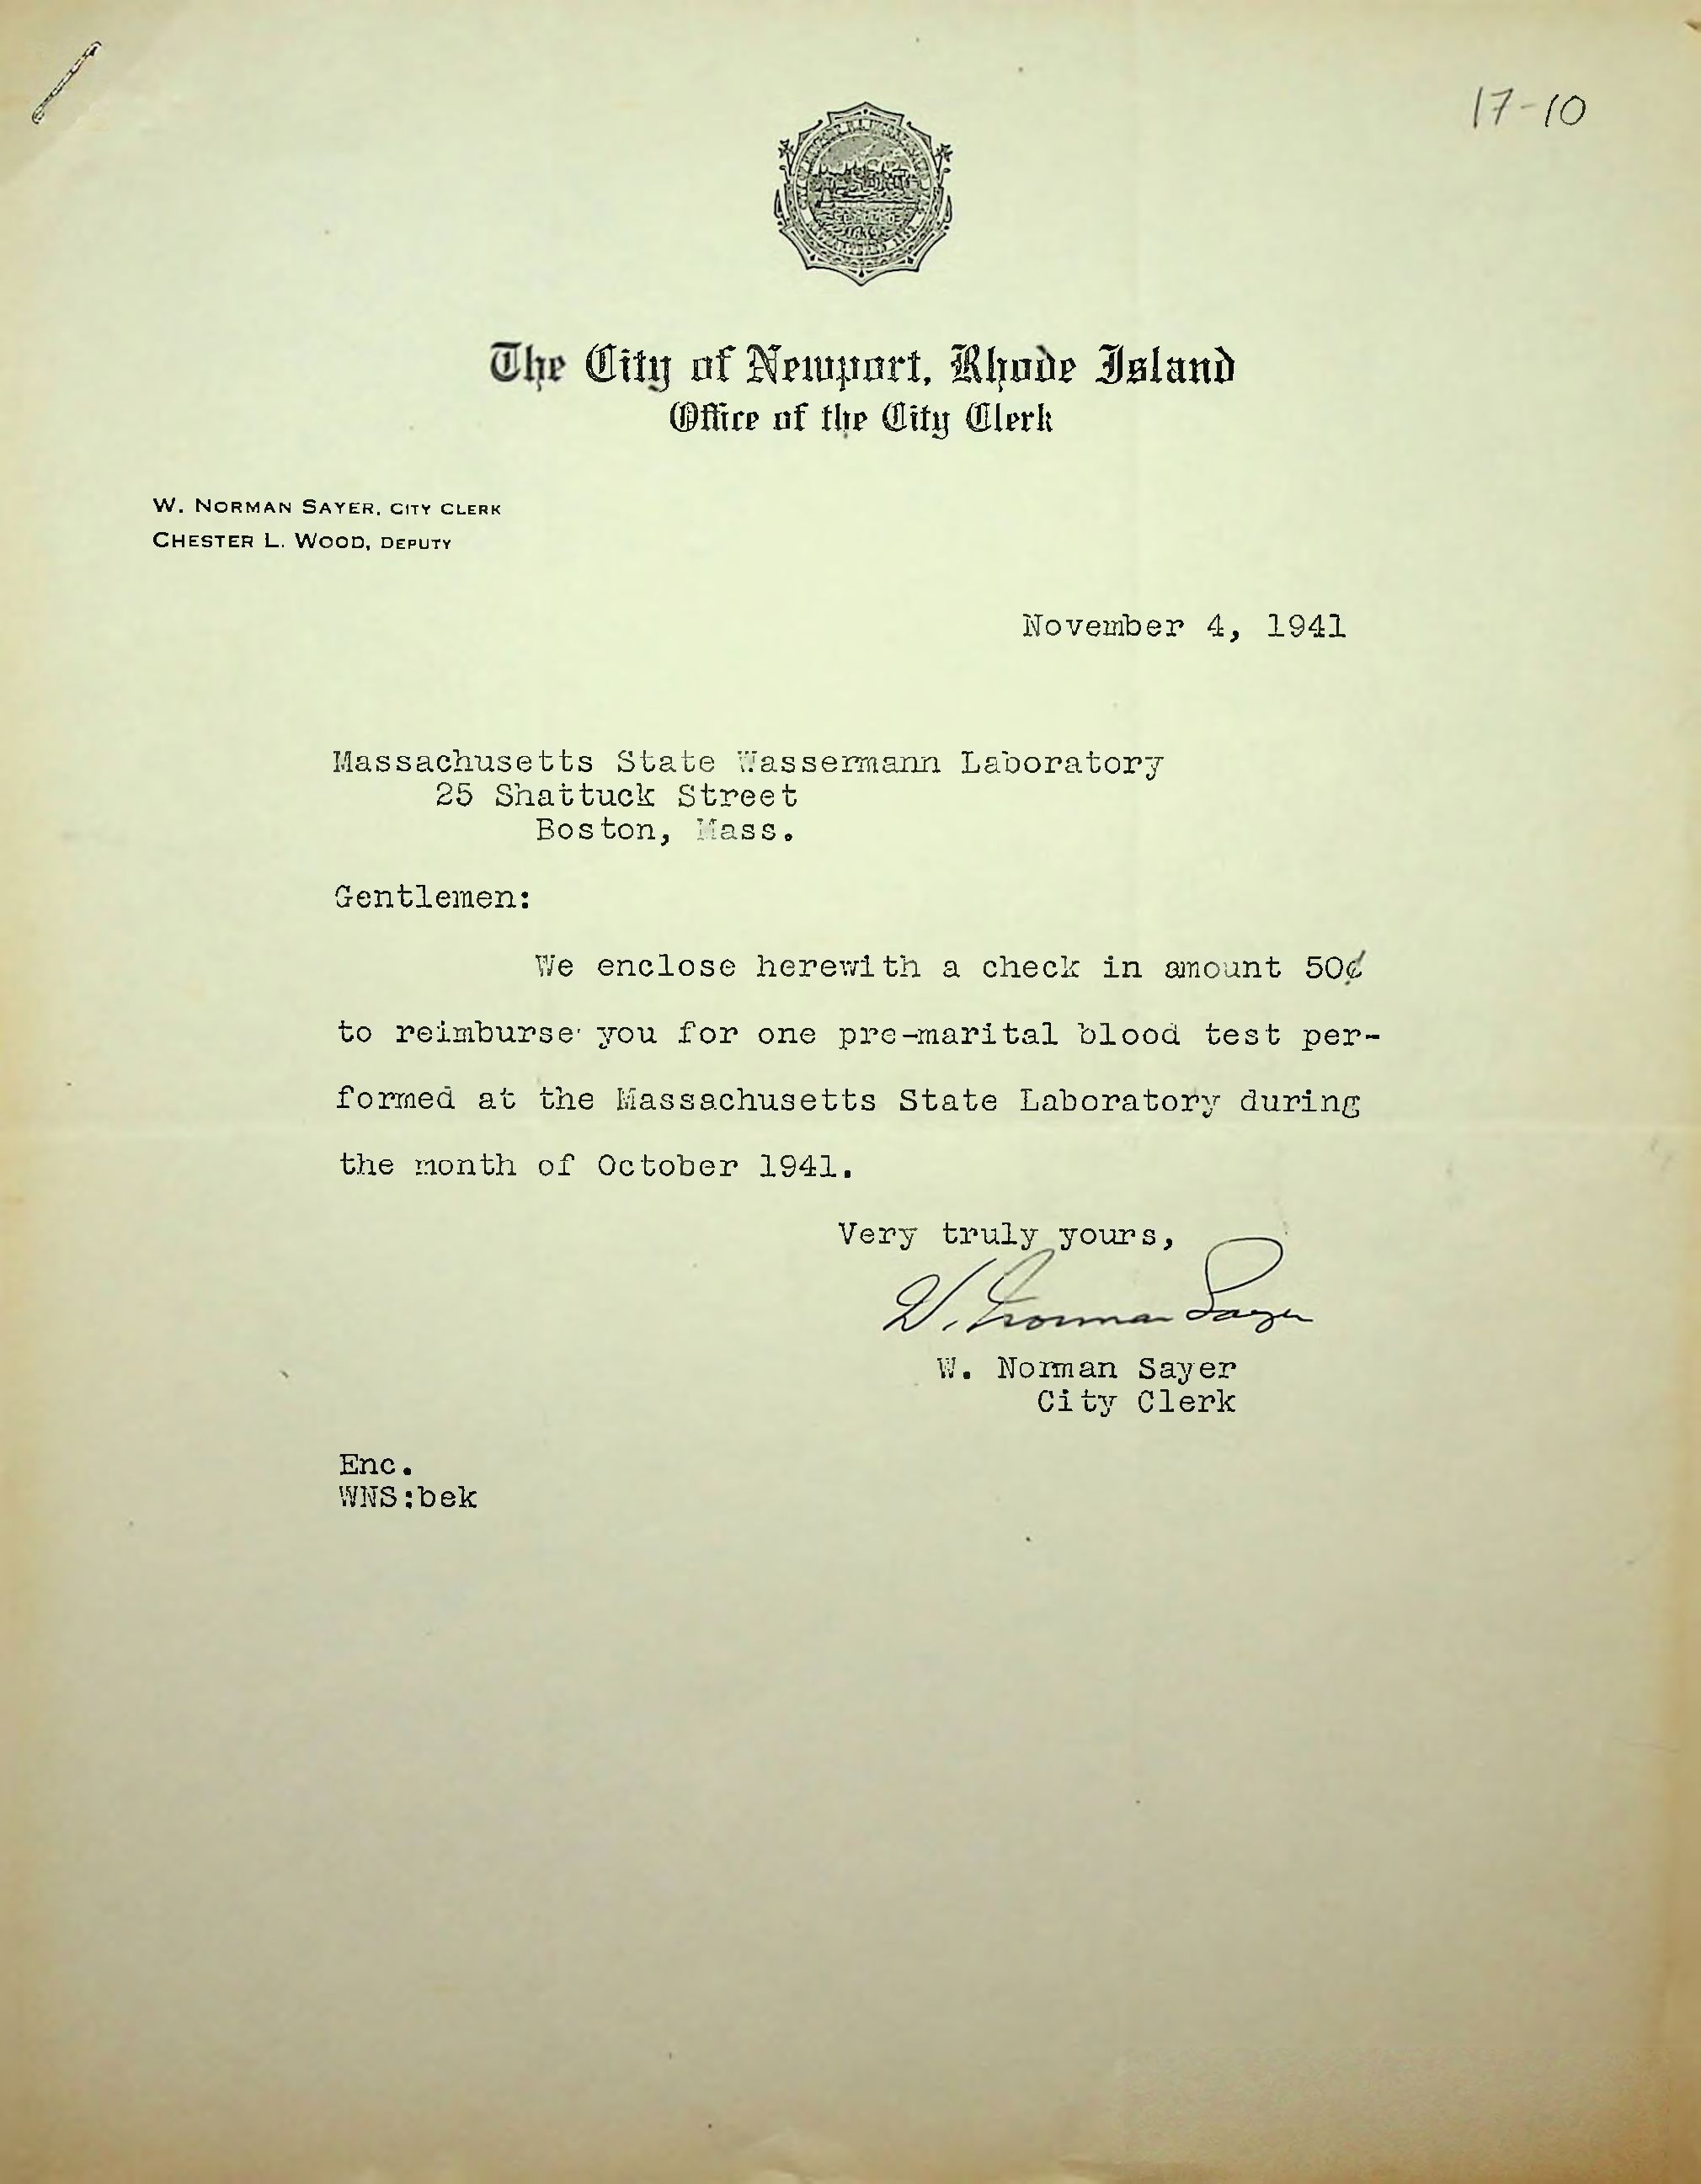 17-10
The City of Newport, Rhode Island
Office of the City Clerk
W. NORMAN SAYER, CITY CLERK
CHESTER L. WOOD, DEPUTY
November 4, 1941
Massachusetts State Wassermann Laboratory
25 Shattuck Street
Boston, Mass.
Gentlemen:
We enclose herewith a check in amount 50¢
to reimburse you for one pre-marital blood test per-
formed at the Massachusetts State Laboratory during
the month of October 1941.
Very truly yours,
W. Norman Sayer
W. Norman Sayer
City Clerk
Enc.
WNS:bek